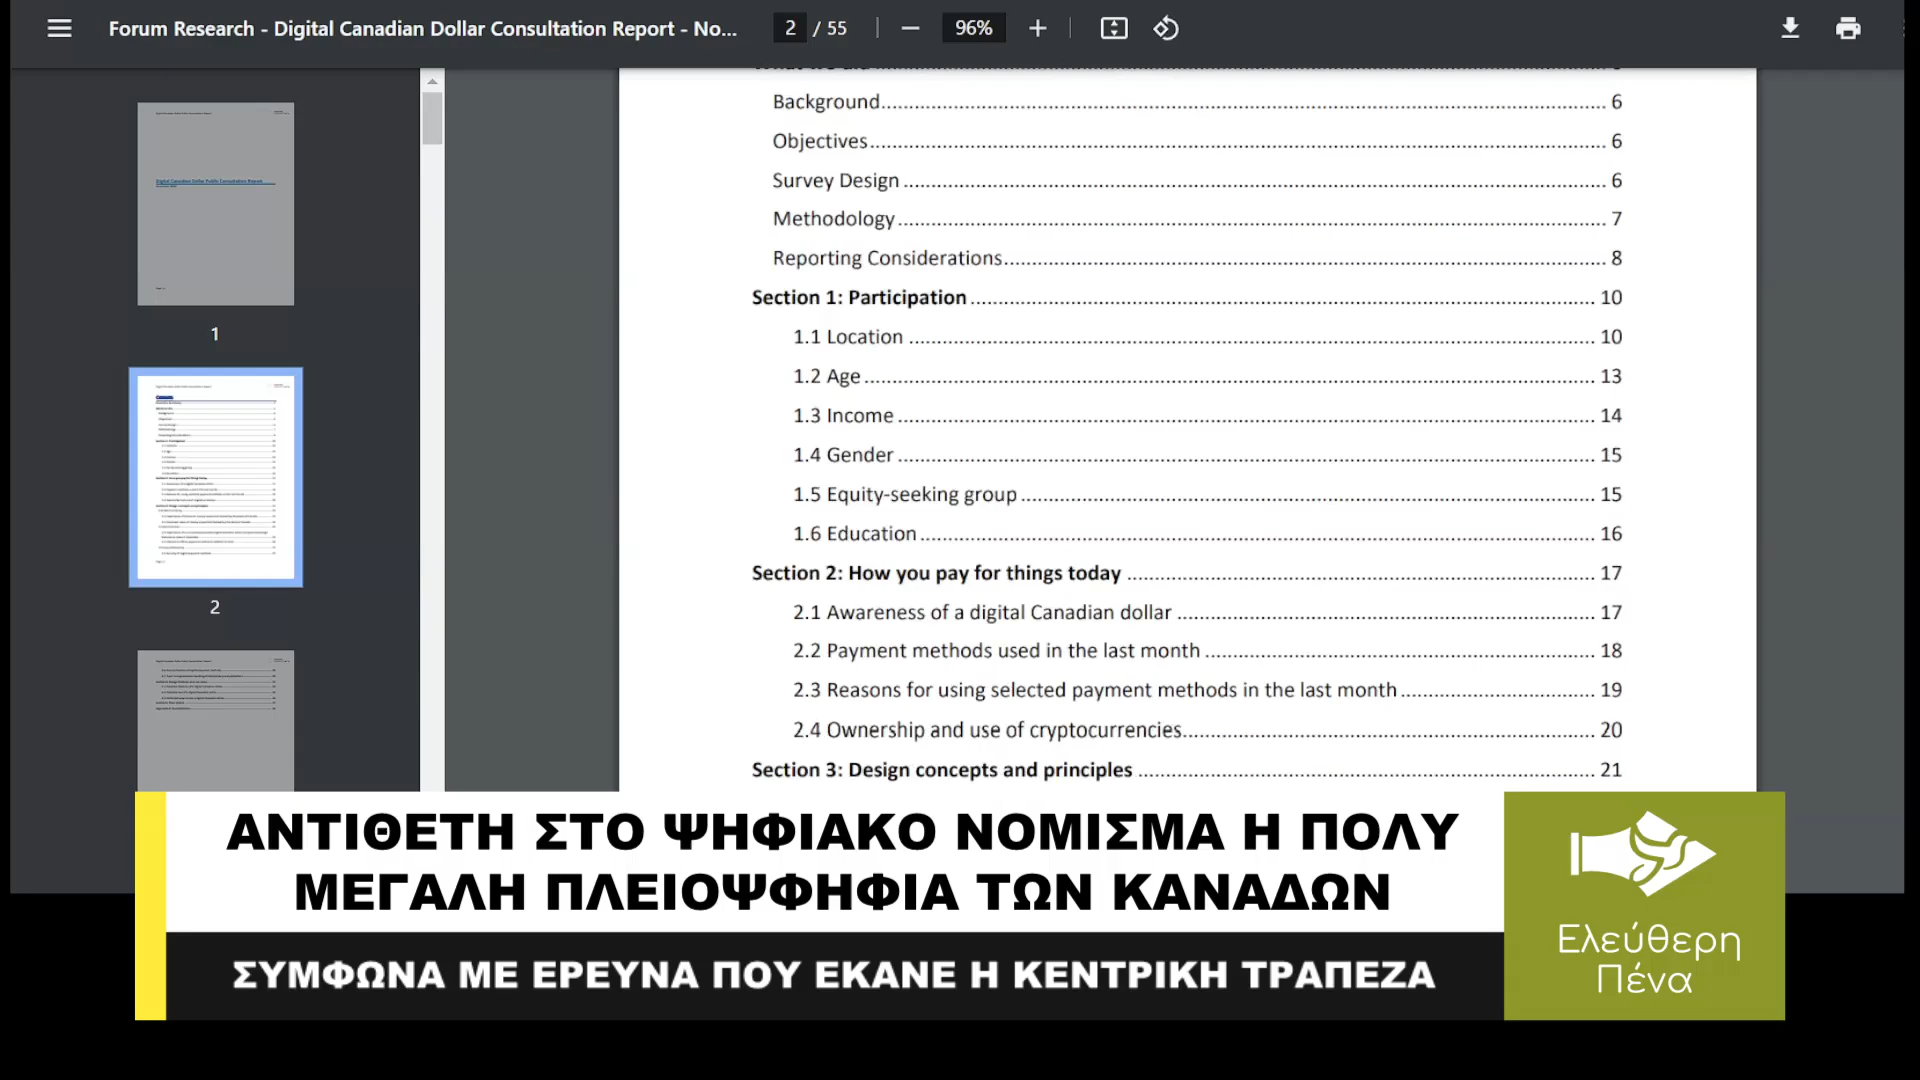 Forum Research - Digital Canadian Dollar Consultation Report - No...
2 / 55
96%
Background 6
Objectives 6
Survey Design 6
Methodology 7
Reporting Considerations 8
Section 1: Participation 10
1.1 Location 10
1.2 Age 13
1.3 Income 14
1.4 Gender 15
1.5 Equity-seeking group 15
1.6 Education 16
Section 2: How you pay for things today 17
2.1 Awareness of a digital Canadian dollar 17
2.2 Payment methods used in the last month 18
2.3 Reasons for using selected payment methods in the last month 19
2.4 Ownership and use of cryptocurrencies 20
Section 3: Design concepts and principles 21
1
2
ΑΝΤΙΘΕΤΗ ΣΤΟ ΨΗΦΙΑΚΟ ΝΟΜΙΣΜΑ Η ΠΟΛΥ
ΜΕΓΑΛΗ ΠΛΕΙΟΨΦΗΦΙΑ ΤΩΝ ΚΑΝΑΔΩΝ
ΣΥΜΦΩΝΑ ΜΕ ΕΡΕΥΝΑ ΠΟΥ ΕΚΑΝΕ Η ΚΕΝΤΡΙΚΗ ΤΡΑΠΕΖΑ
Ελεύθερη
Πένα